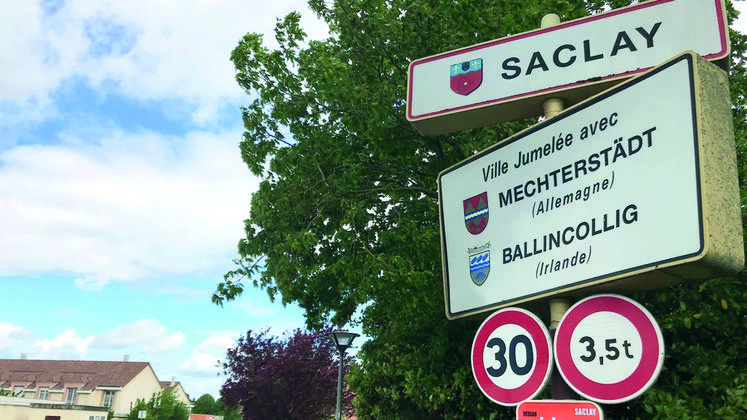 SACLAY
Ville Jumelée avec
MECHTERSTÄDT
(Allemagne)
BALLINCOLLIG
(Irlande)
30
3,5t
SACLAY